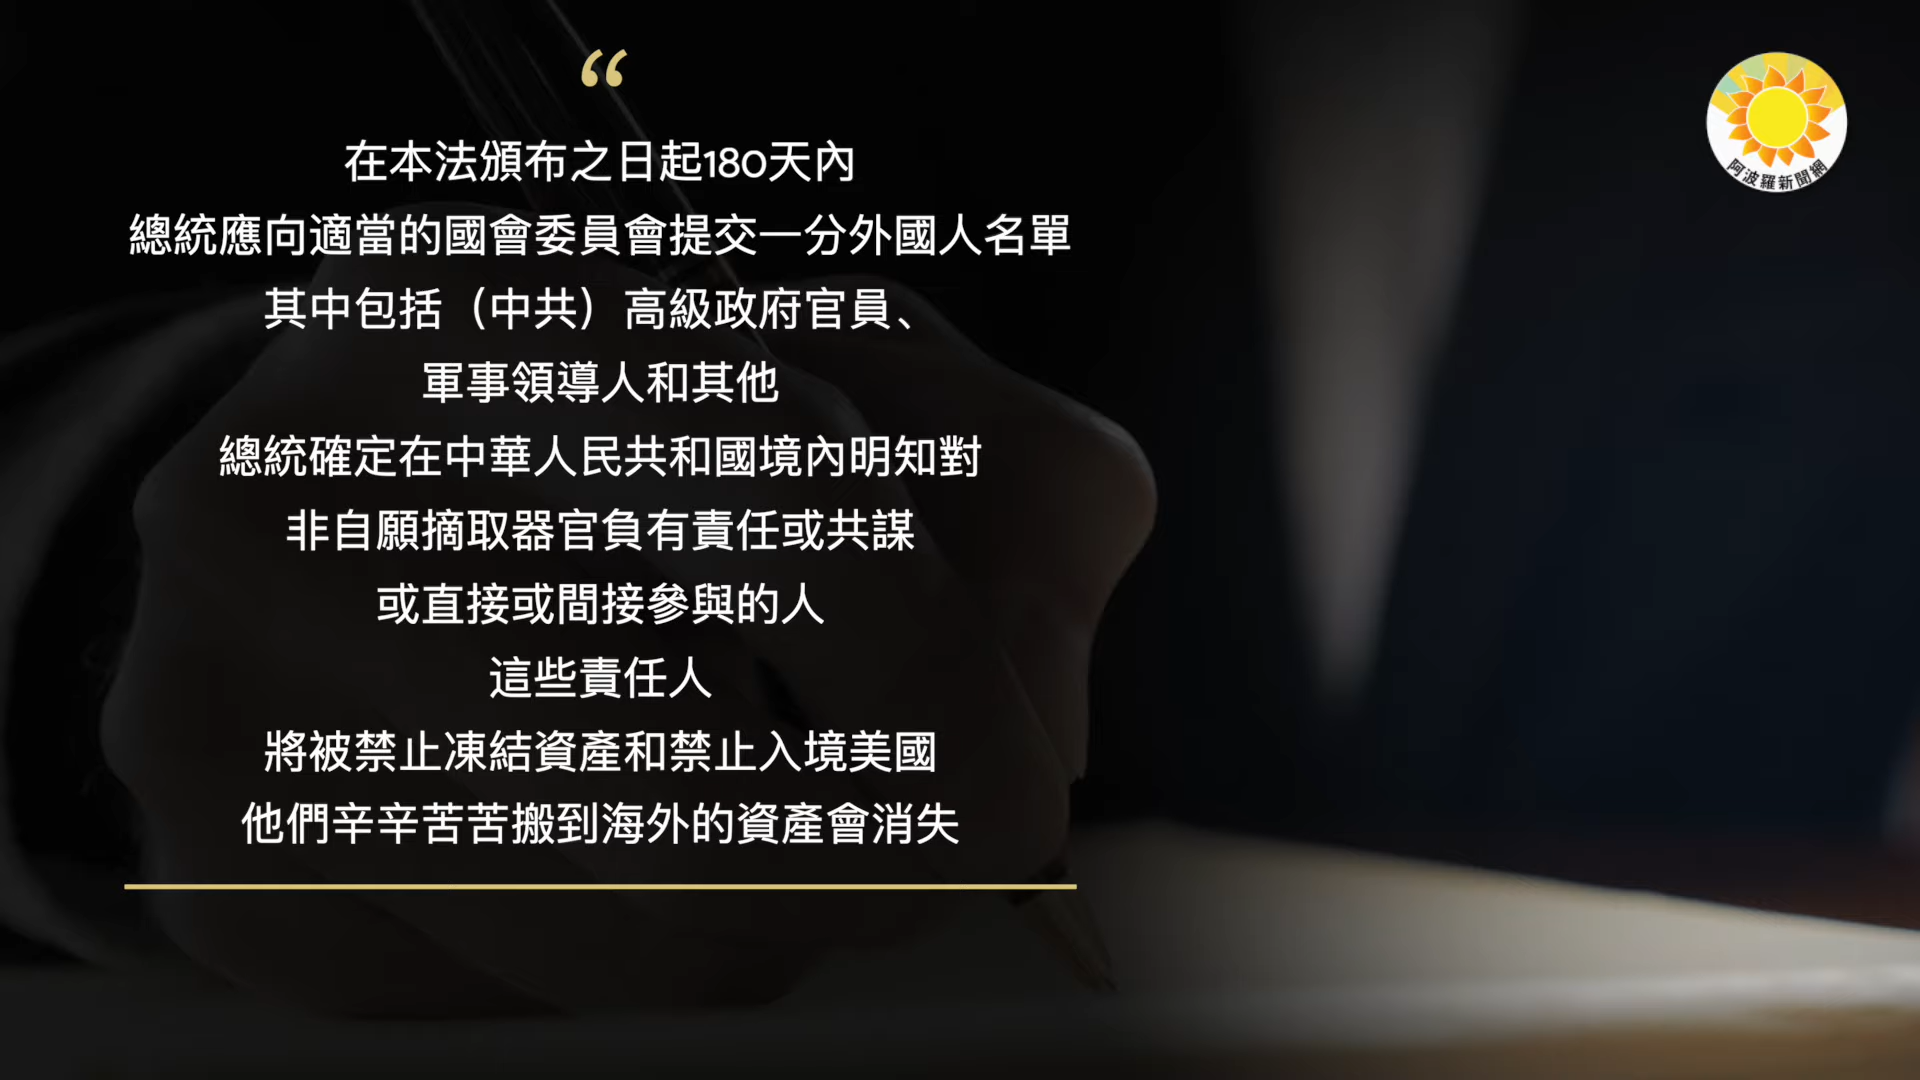 “
在本法頒布之日起180天內
總統應向適當的國會委員會提交一分外國人名單
其中包括（中共）高級政府官員、
軍事領導人和其他
總統確定在中華人民共和國境內明知對
非自願摘取器官負有責任或共謀
或直接或間接參與的人
這些責任人
將被禁止凍結資產和禁止入境美國
他們辛辛苦苦搬到海外的資產會消失
阿波羅新聞網